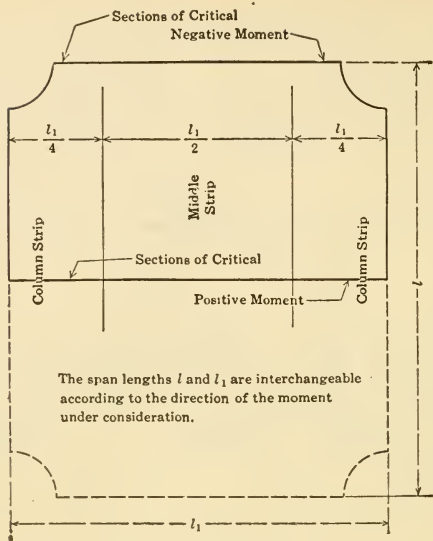 Sections of Critical
Negative Moment
l₁/4
l₁/2
l₁/4
Column Strip
Middle
Strip
Column Strip
Sections of Critical
Positive Moment
l
The span lengths l and l₁ are interchangeable
according to the direction of the moment
under consideration.
l₁